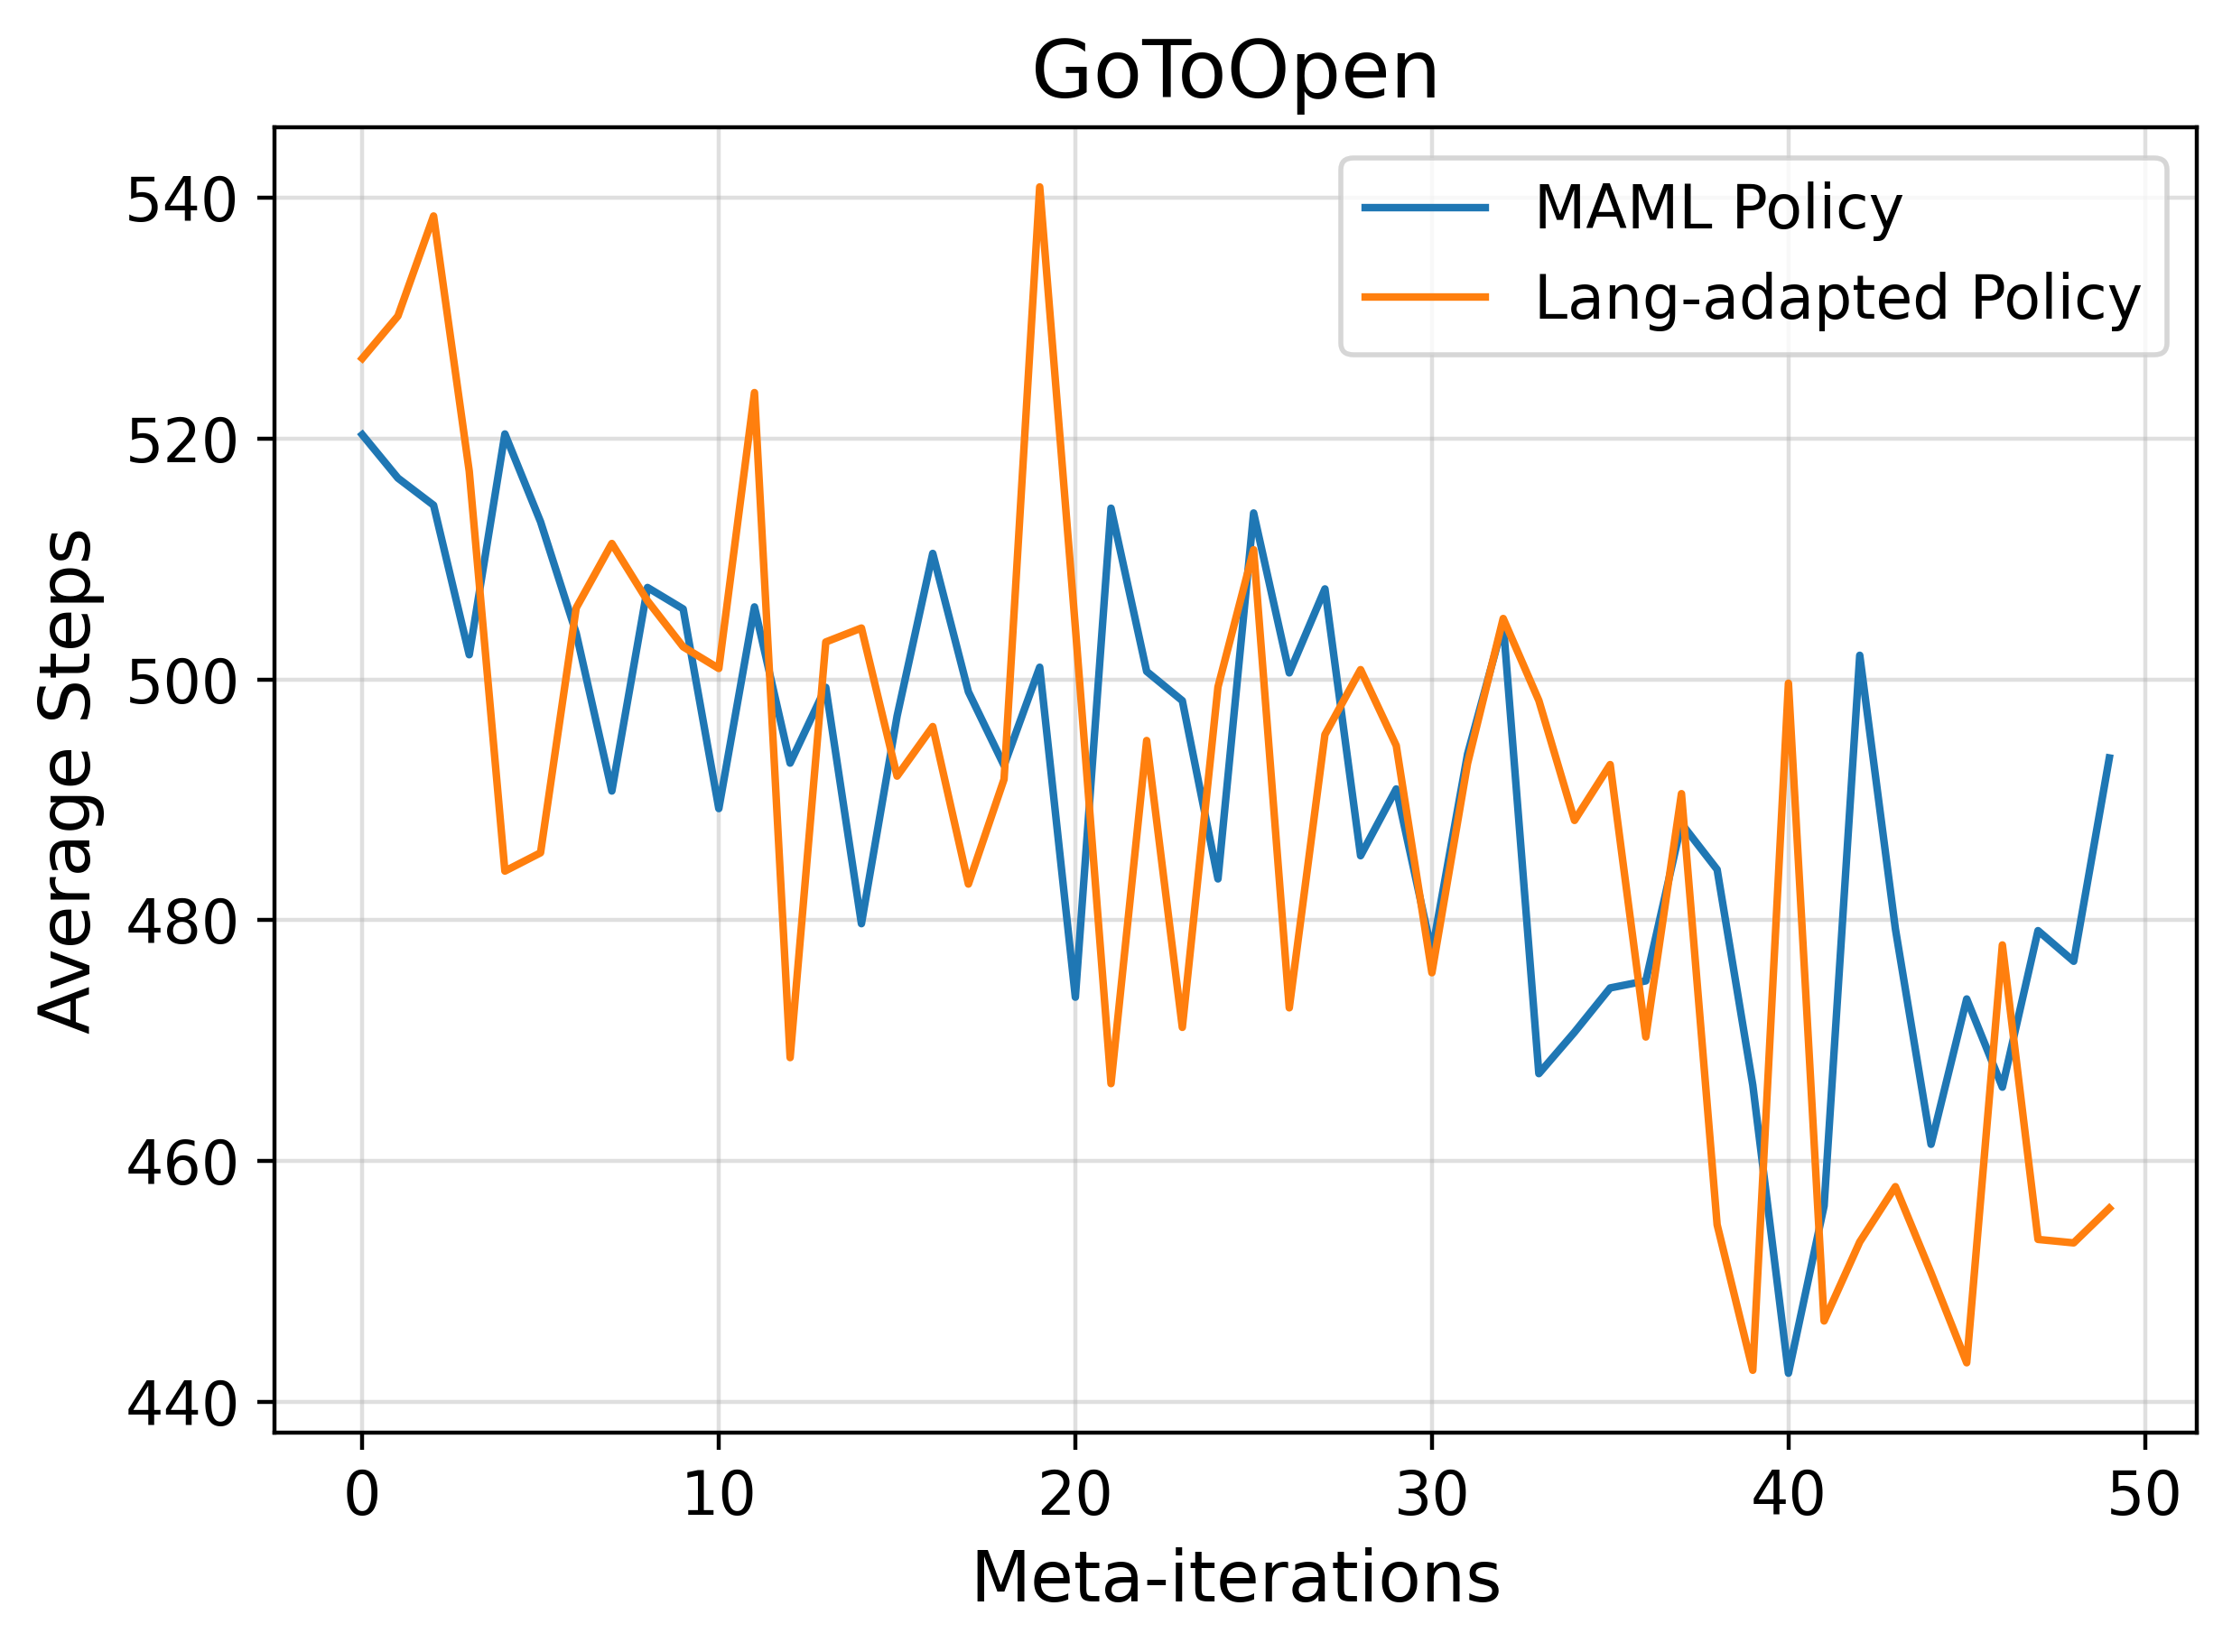 GoToOpen
MAML Policy
Lang-adapted Policy
Average Steps
540
520
500
480
460
440
0 10 20 30 40 50
Meta-iterations